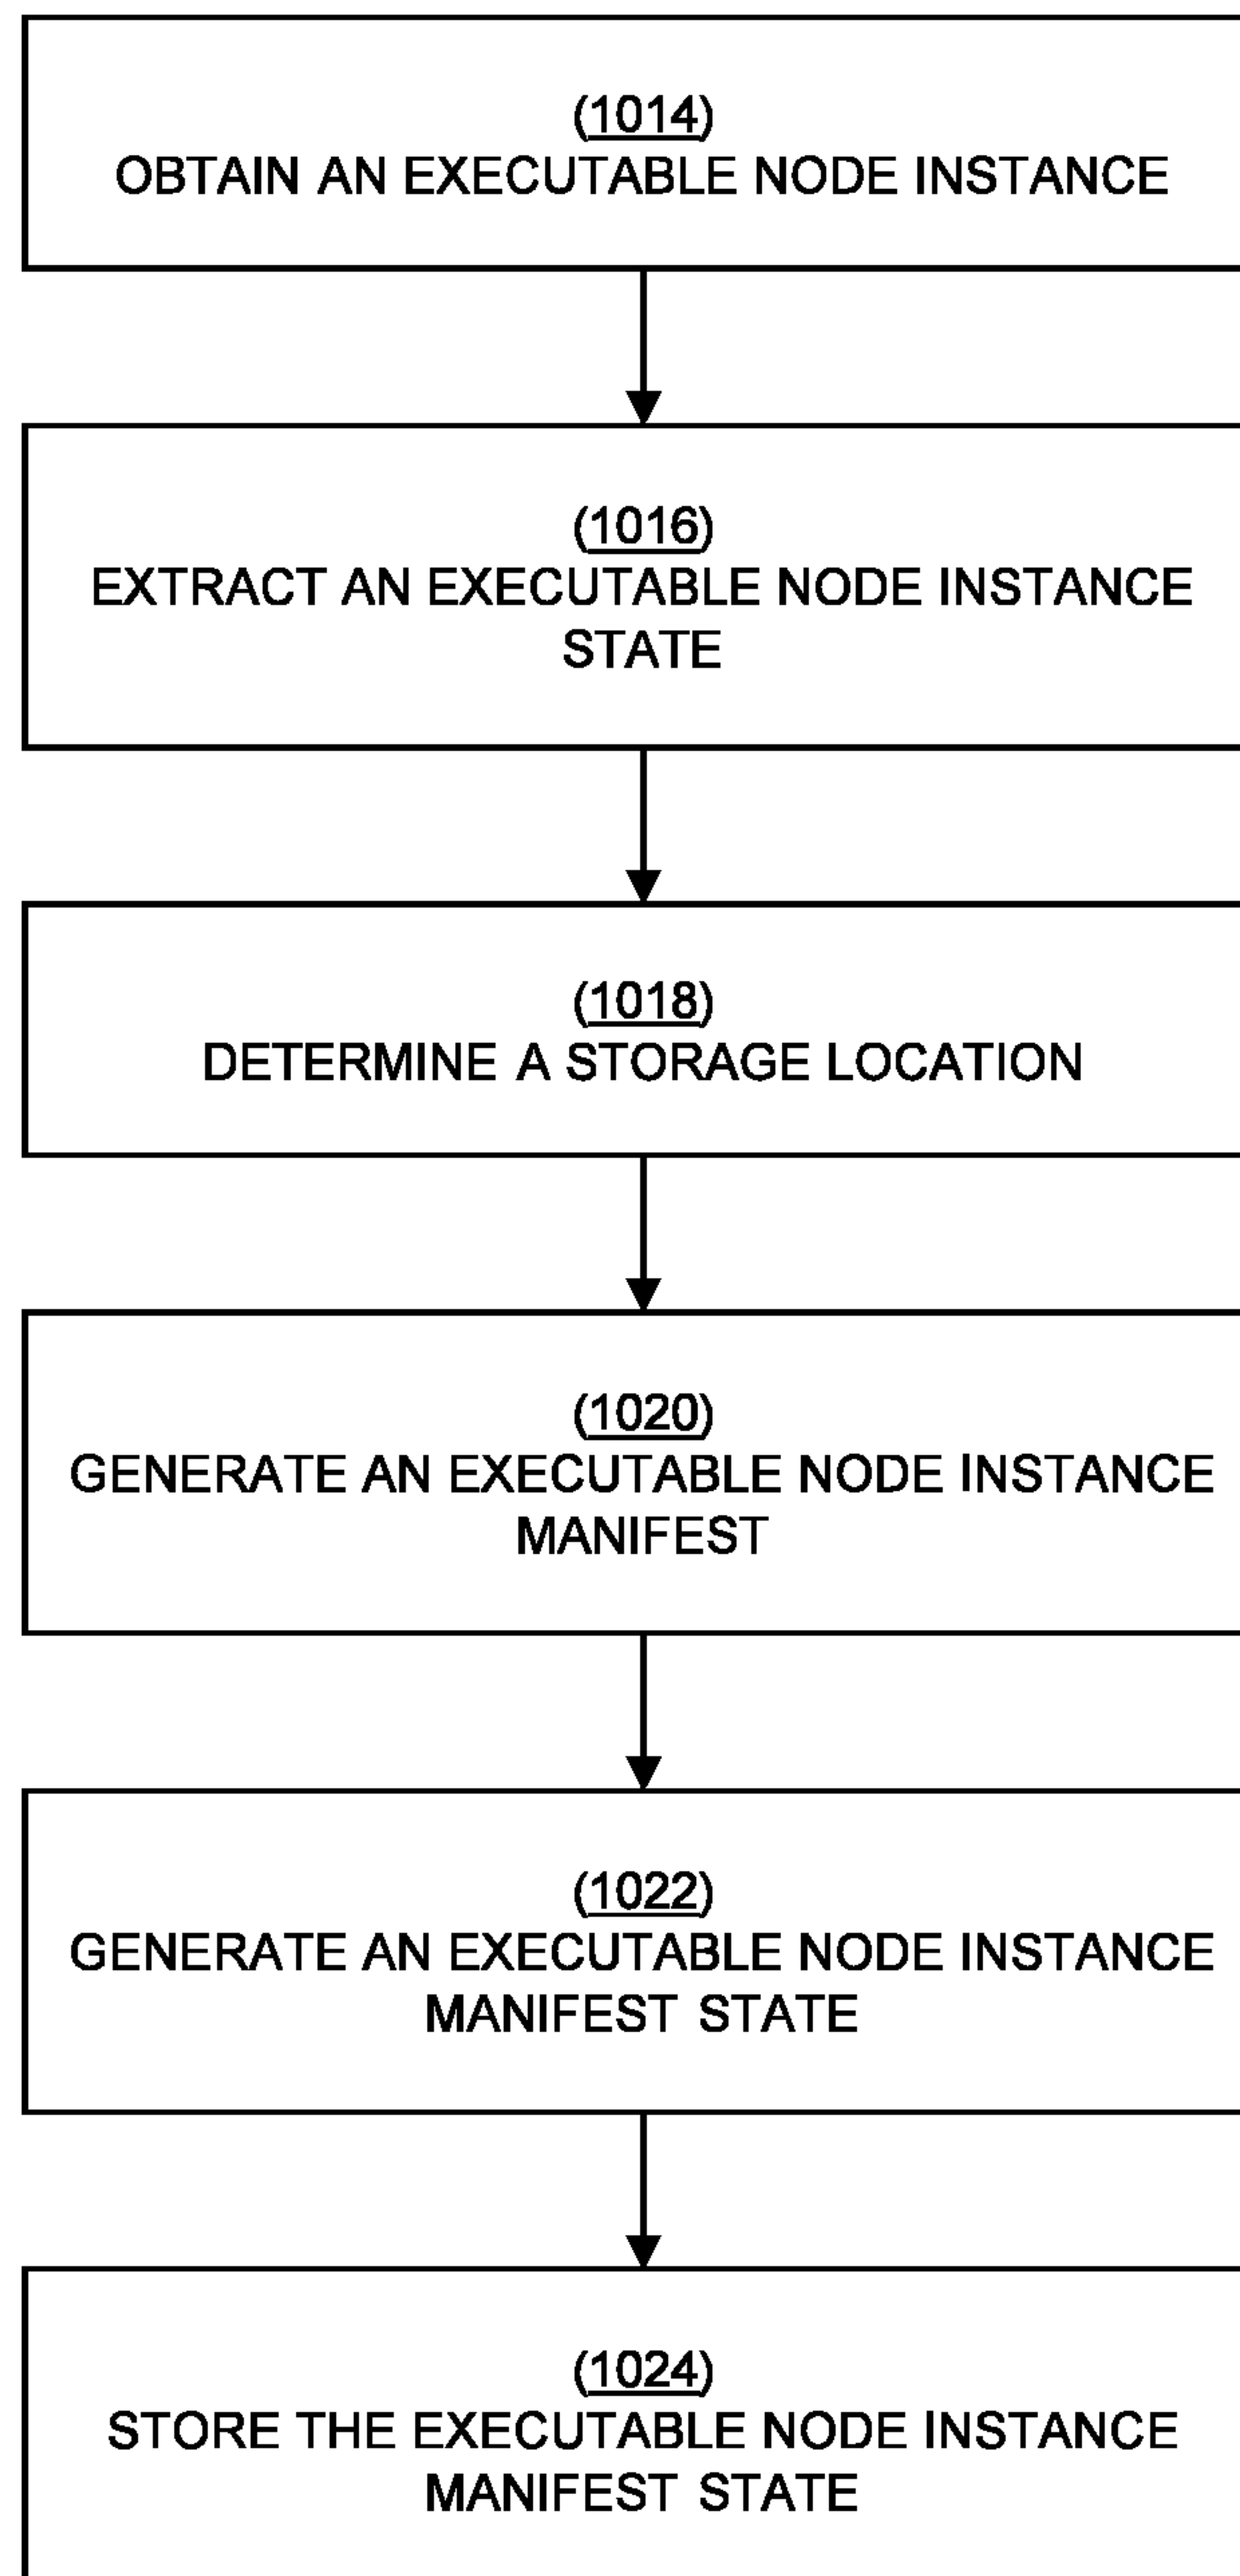 (1014)
OBTAIN AN EXECUTABLE NODE INSTANCE
(1016)
EXTRACT AN EXECUTABLE NODE INSTANCE
STATE
(1018)
DETERMINE A STORAGE LOCATION
(1020)
GENERATE AN EXECUTABLE NODE INSTANCE
MANIFEST
(1022)
GENERATE AN EXECUTABLE NODE INSTANCE
MANIFEST STATE
(1024)
STORE THE EXECUTABLE NODE INSTANCE
MANIFEST STATE